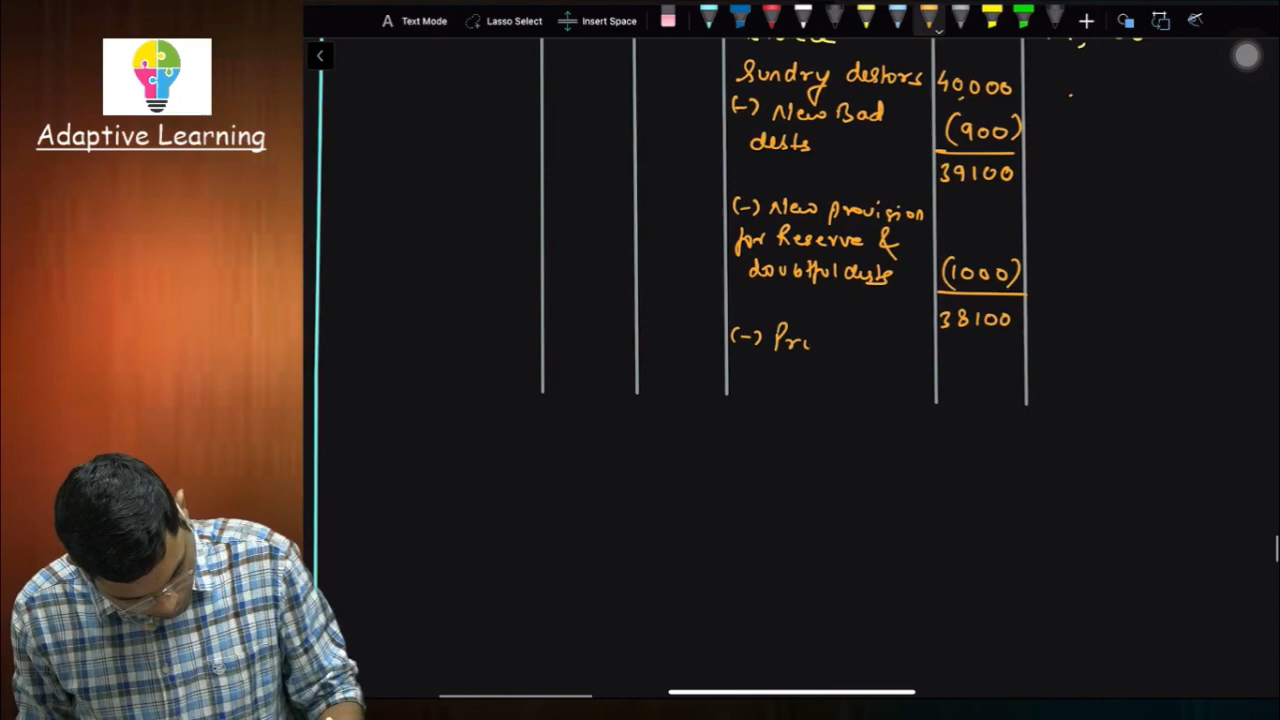 A Text Mode
Lasso Select
Insert Space
Adaptive Learning
Sundry debtors 40000
(-) New Bad
debts (900)
39100
(-) New provision
for Reserve &
doubtful debts (1000)
38100
(-) Pr